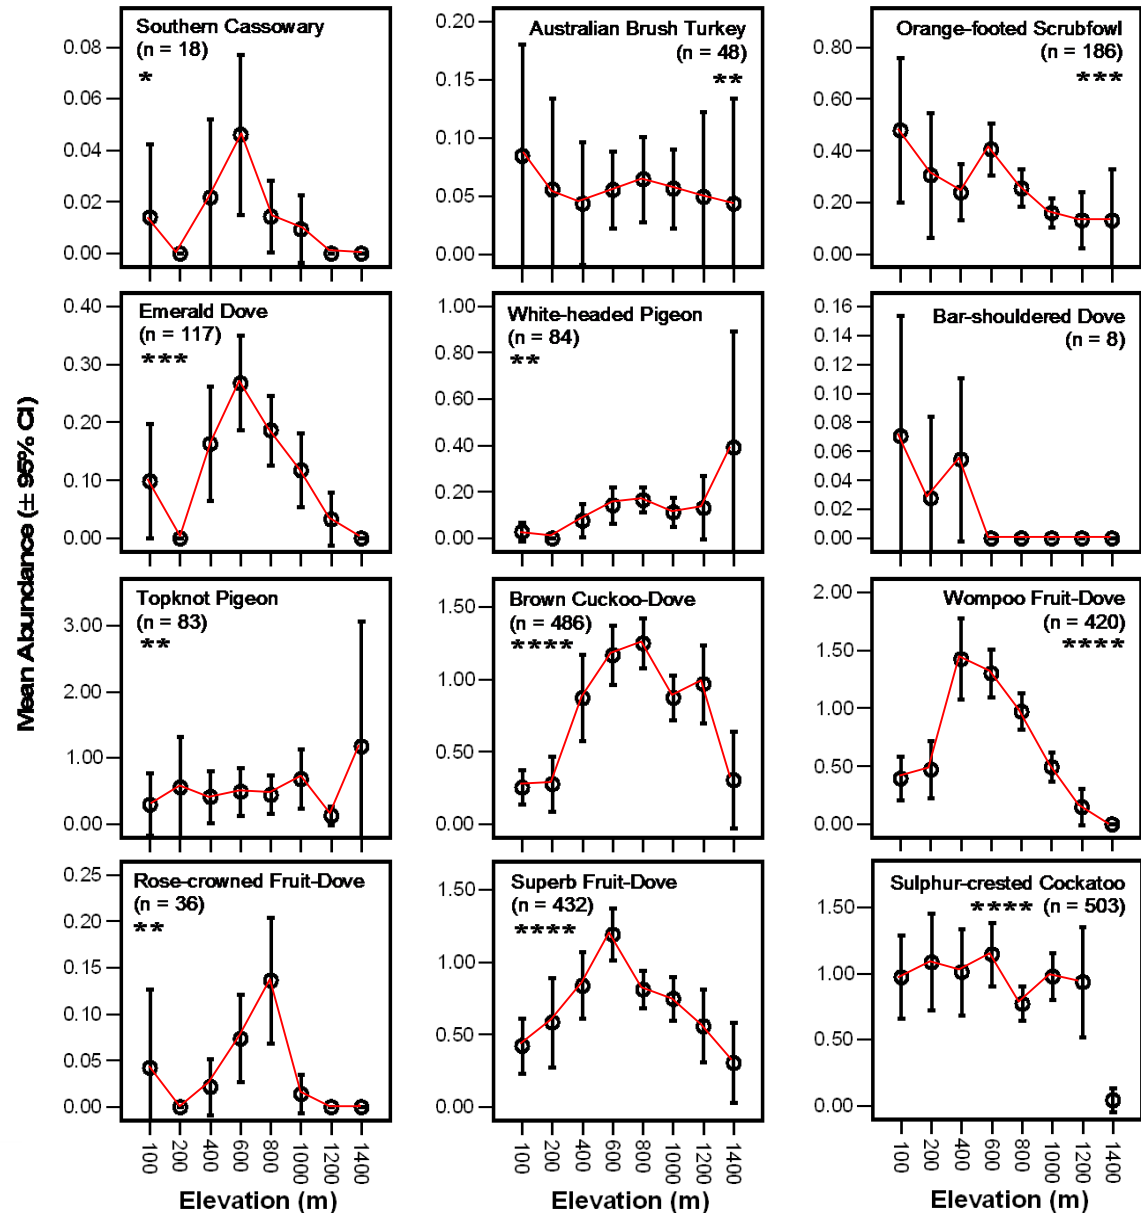 Mean Abundance (± 95% CI)
Southern Cassowary
(n = 18)
*
0.08
0.06
0.04
0.02
0.00
Australian Brush Turkey
(n = 48)
**
0.20
0.15
0.10
0.05
0.00
Orange-footed Scrubfowl
(n = 186)
***
0.80
0.60
0.40
0.20
0.00
Emerald Dove
(n = 117)
***
0.40
0.30
0.20
0.10
0.00
White-headed Pigeon
(n = 84)
**
1.00
0.80
0.60
0.40
0.20
0.00
Bar-shouldered Dove
(n = 8)
0.16
0.14
0.12
0.10
0.08
0.06
0.04
0.02
0.00
Topknot Pigeon
(n = 83)
**
3.00
2.00
1.00
0.00
Brown Cuckoo-Dove
(n = 486)
****
1.50
1.00
0.50
0.00
Wompoo Fruit-Dove
(n = 420)
****
2.00
1.50
1.00
0.50
0.00
Rose-crowned Fruit-Dove
(n = 36)
**
0.25
0.20
0.15
0.10
0.05
0.00
Superb Fruit-Dove
(n = 432)
****
1.50
1.00
0.50
0.00
Sulphur-crested Cockatoo
**** (n = 503)
1.50
1.00
0.50
0.00
100 200 400 600 800 1000 1200 1400
100 200 400 600 800 1000 1200 1400
100 200 400 600 800 1000 1200 1400
Elevation (m)
Elevation (m)
Elevation (m)